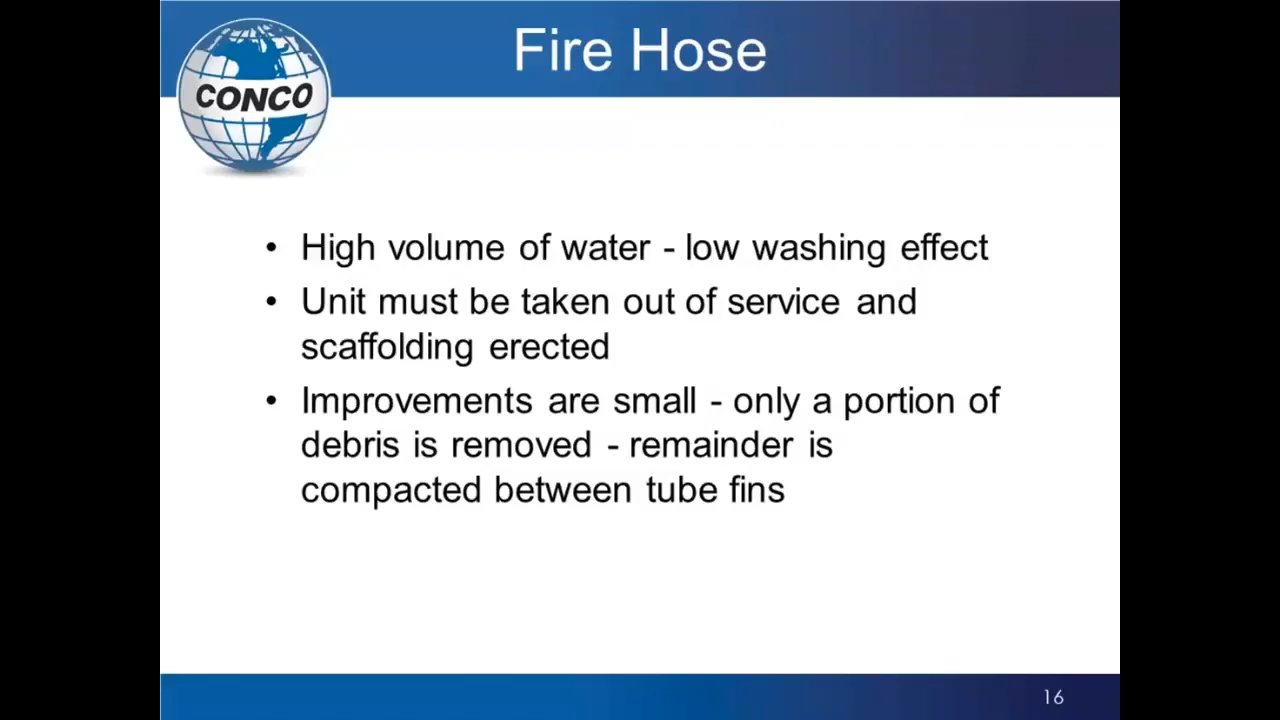 Fire Hose
CONCO
• High volume of water - low washing effect
• Unit must be taken out of service and
scaffolding erected
• Improvements are small - only a portion of
debris is removed - remainder is
compacted between tube fins
16